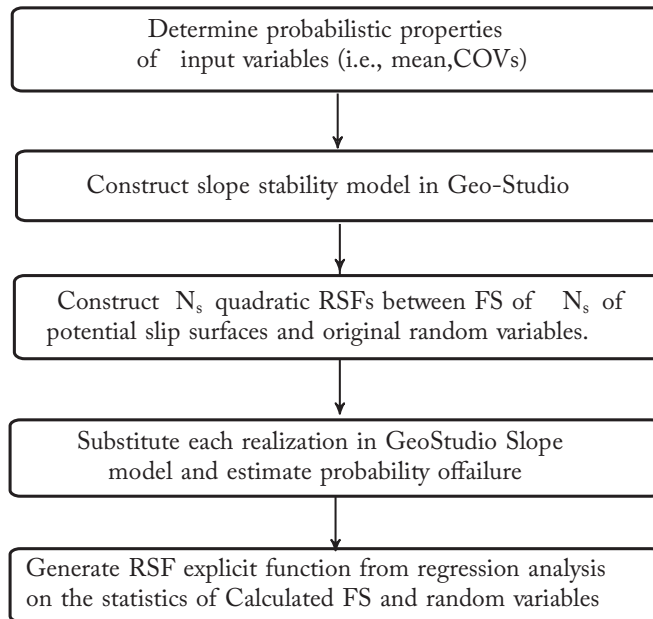 Determine probabilistic properties
of input variables (i.e., mean,COVs)
Construct slope stability model in Geo-Studio
Construct Nₛ quadratic RSFs between FS of Nₛ of
potential slip surfaces and original random variables.
Substitute each realization in GeoStudio Slope
model and estimate probability offailure
Generate RSF explicit function from regression analysis
on the statistics of Calculated FS and random variables